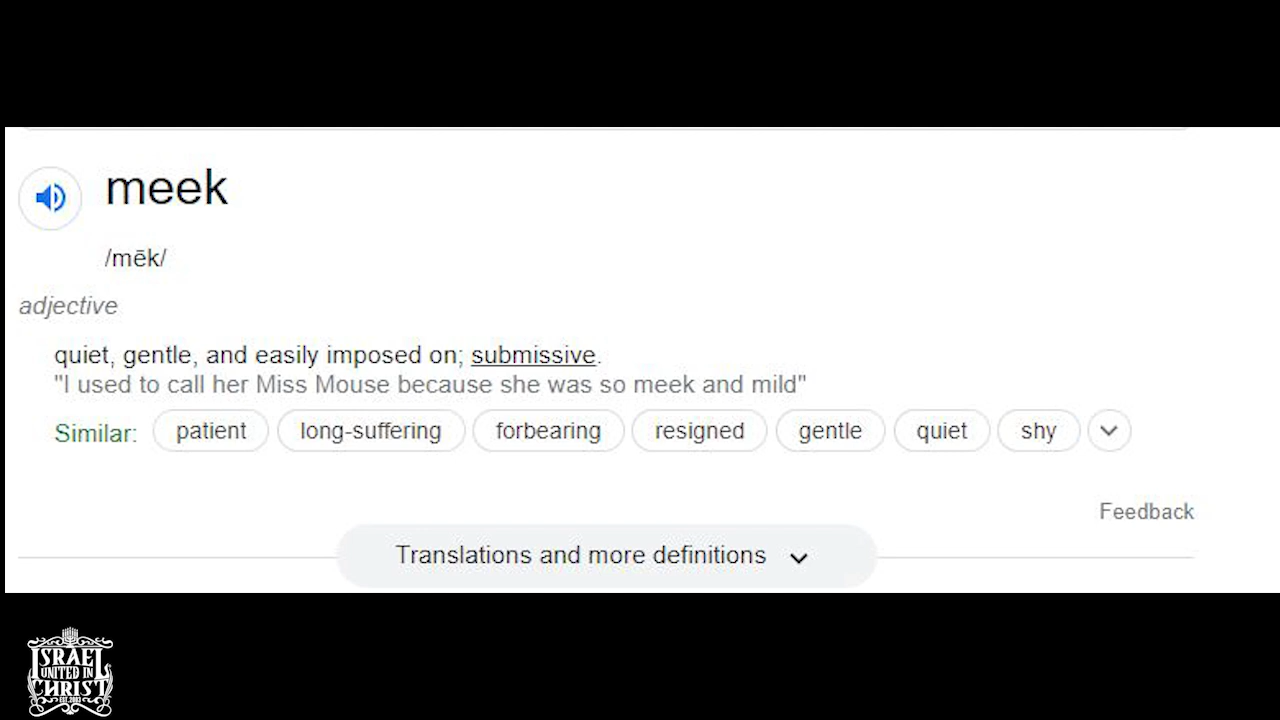 meek
/mēk/
adjective
quiet, gentle, and easily imposed on; submissive.
"I used to call her Miss Mouse because she was so meek and mild"
Similar: patient long-suffering forbearing resigned gentle quiet shy
Feedback
Translations and more definitions
ISRAEL
UNITED IN
CHRIST
EST. 2003